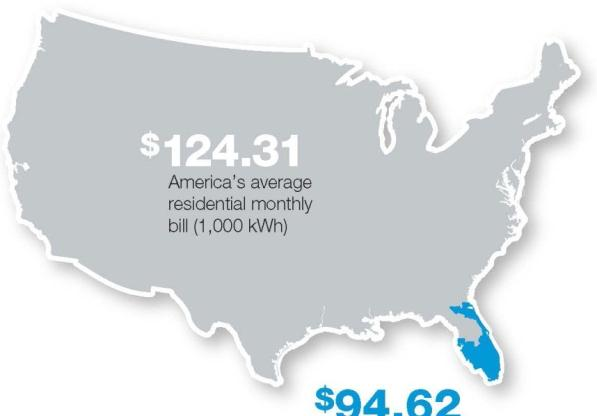 $124.31
America's average
residential monthly
bill (1,000 kWh)
$94.62